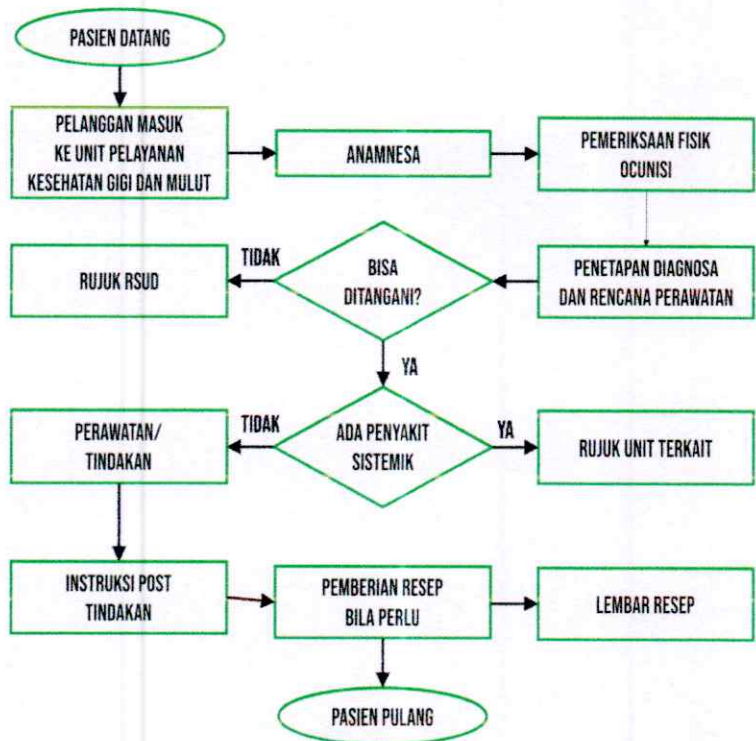 PASIEN DATANG
PELANGGAN MASUK
KE UNIT PELAYANAN
KESEHATAN GIGI DAN MULUT
ANAMNESA
PEMERIKSAAN FISIK
OCUNISI
RUJUK RSUD
TIDAK
BISA
DITANGANI?
PENETAPAN DIAGNOSA
DAN RENCANA PERAWATAN
YA
PERAWATAN/
TINDAKAN
TIDAK
ADA PENYAKIT
SISTEMIK
YA
RUJUK UNIT TERKAIT
INSTRUKSI POST
TINDAKAN
PEMBERIAN RESEP
BILA PERLU
LEMBAR RESEP
PASIEN PULANG